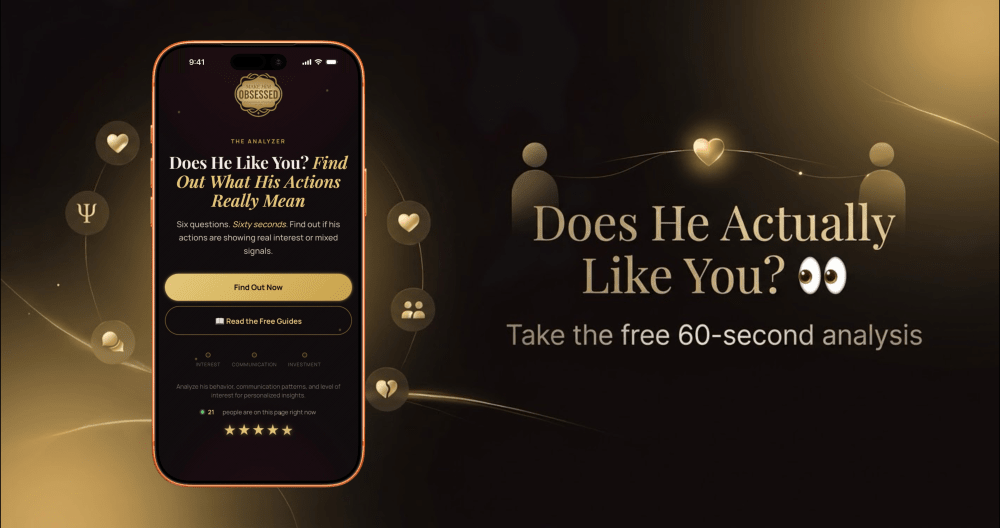 9:41
OBSESSED
THE ANALYZER
Does He Like You? Find
Out What His Actions
Really Mean
Six questions. Sixty seconds. Find out if his
actions are showing real interest or mixed
signals.
Find Out Now
📖 Read the Free Guides
INTEREST COMMUNICATION INVESTMENT
Analyze his behavior, communication patterns, and level of
interest for personalized insights.
21 people are on this page right now
Ψ
Does He Actually
Like You? 👀
Take the free 60-second analysis